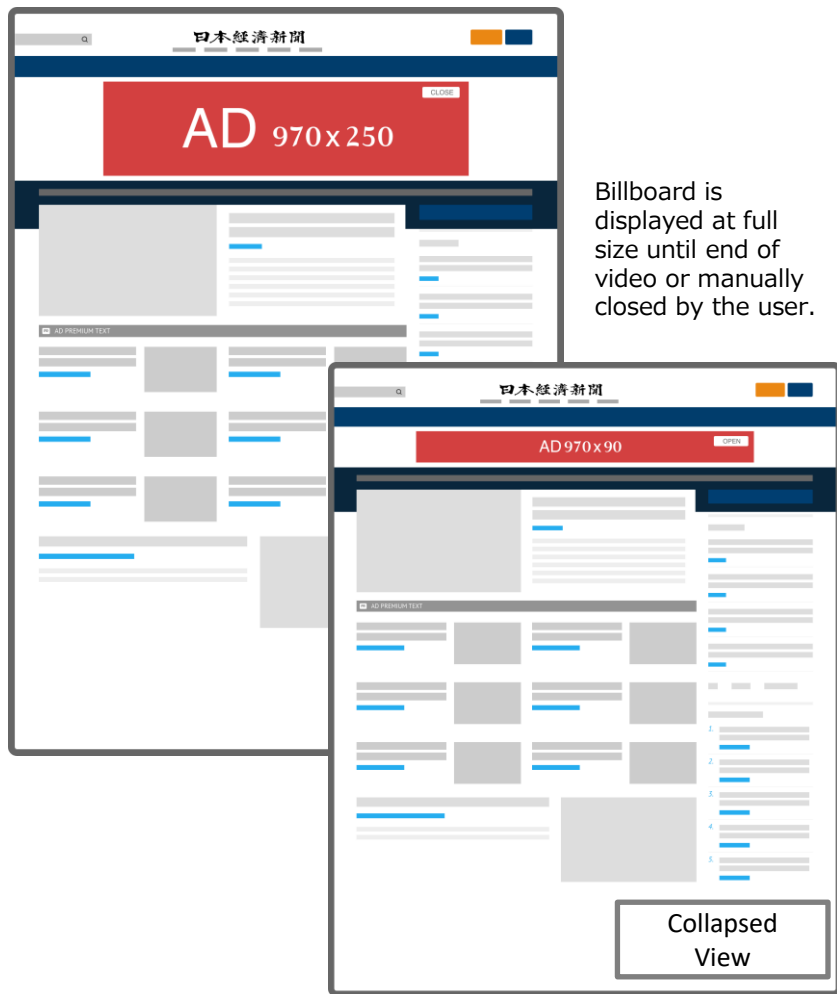 日本経済新聞
CLOSE
AD 970x250
Billboard is
displayed at full
size until end of
video or manually
closed by the user.
AD PREMIUM TEXT
日本経済新聞
AD 970 x 90
OPEN
AD PREMIUM TEXT
1.
2.
3.
4.
5.
Collapsed
View